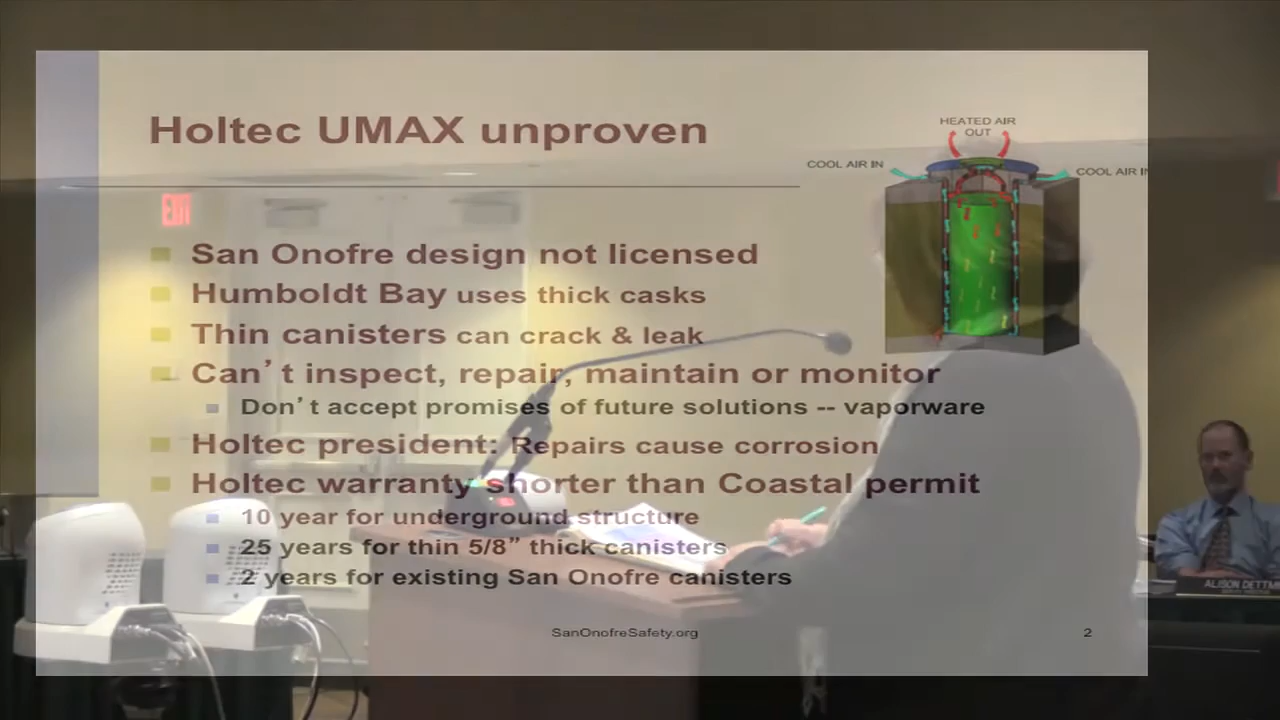 Holtec UMAX unproven
HEATED AIR
OUT
COOL AIR IN
COOL AIR IN
EXIT
San Onofre design not licensed
Humboldt Bay uses thick casks
Thin canisters can crack & leak
Can't inspect, repair, maintain or monitor
Don't accept promises of future solutions -- vaporware
Holtec president: Repairs cause corrosion
Holtec warranty shorter than Coastal permit
10 year for underground structure
25 years for thin 5/8” thick canisters
2 years for existing San Onofre canisters
ALISON DETTM
SanOnofreSafety.org
2